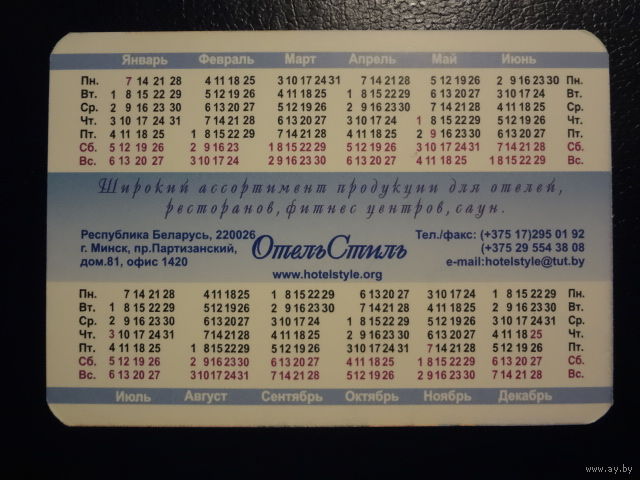 Январь Февраль Март Апрель Май Июнь
Пн. 7 14 21 28 4 11 18 25 3 10 17 24 31 7 14 21 28 5 12 19 26 2 9 16 23 30 Пн.
Вт. 1 8 15 22 29 5 12 19 26 4 11 18 25 1 8 15 22 29 6 13 20 27 3 10 17 24 Вт.
Ср. 2 9 16 23 30 6 13 20 27 5 12 19 26 2 9 16 23 30 7 14 21 28 4 11 18 25 Ср.
Чт. 3 10 17 24 31 7 14 21 28 6 13 20 27 3 10 17 24 1 8 15 22 29 5 12 19 26 Чт.
Пт. 4 11 18 25 1 8 15 22 29 7 14 21 28 4 11 18 25 2 9 16 23 30 6 13 20 27 Пт.
Сб. 5 12 19 26 2 9 16 23 1 8 15 22 29 5 12 19 26 3 10 17 24 31 7 14 21 28 Сб.
Вс. 6 13 20 27 3 10 17 24 2 9 16 23 30 6 13 20 27 4 11 18 25 1 8 15 22 29 Вс.
Широкий ассортимент продукции для отелей,
ресторанов, фитнес центров, саун.
Республика Беларусь, 220026
г. Минск, пр.Партизанский,
дом.81, офис 1420
ОтельСтиль
www.hotelstyle.org
Тел./факс: (+375 17)295 01 92
(+375 29 554 38 08
e-mail:hotelstyle@tut.by
Пн. 7 14 21 28 4 11 18 25 1 8 15 22 29 6 13 20 27 3 10 17 24 1 8 15 22 29 Пн.
Вт. 1 8 15 22 29 5 12 19 26 2 9 16 23 30 7 14 21 28 4 11 18 25 2 9 16 23 30 Вт.
Ср. 2 9 16 23 30 6 13 20 27 3 10 17 24 1 8 15 22 29 5 12 19 26 3 10 17 24 31 Ср.
Чт. 3 10 17 24 31 7 14 21 28 4 11 18 25 2 9 16 23 30 6 13 20 27 4 11 18 25 Чт.
Пт. 4 11 18 25 1 8 15 22 29 5 12 19 26 3 10 17 24 31 7 14 21 28 5 12 19 26 Пт.
Сб. 5 12 19 26 2 9 16 23 30 6 13 20 27 4 11 18 25 1 8 15 22 29 6 13 20 27 Сб.
Вс. 6 13 20 27 3 10 17 24 31 7 14 21 28 5 12 19 26 2 9 16 23 30 7 14 21 28 Вс.
Июль Август Сентябрь Октябрь Ноябрь Декабрь
www.ay.by